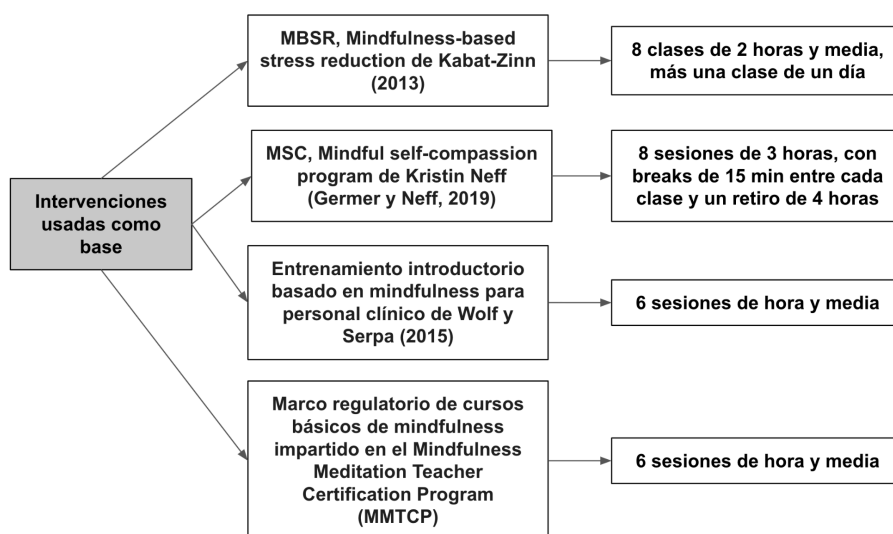 Intervenciones
usadas como
base
MBSR, Mindfulness-based
stress reduction de Kabat-Zinn
(2013)
8 clases de 2 horas y media,
más una clase de un día
MSC, Mindful self-compassion
program de Kristin Neff
(Germer y Neff, 2019)
8 sesiones de 3 horas, con
breaks de 15 min entre cada
clase y un retiro de 4 horas
Entrenamiento introductorio
basado en mindfulness para
personal clínico de Wolf y
Serpa (2015)
6 sesiones de hora y media
Marco regulatorio de cursos
básicos de mindfulness
impartido en el Mindfulness
Meditation Teacher
Certification Program
(MMTCP)
6 sesiones de hora y media